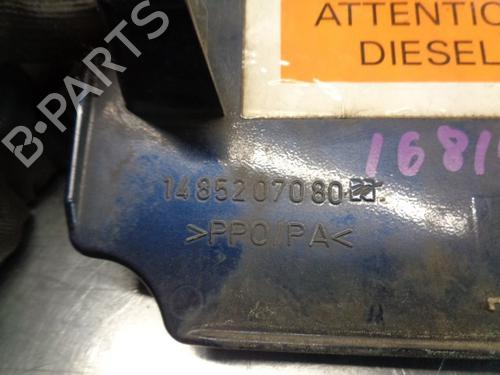 ATTENTIO
DIESEL
B-PARTS
1681
1485207080
>PPO/PA<